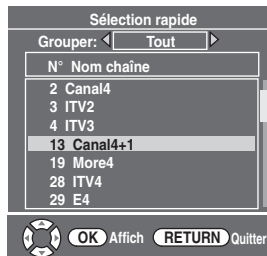 Sélection rapide
Grouper: Tout
N° Nom chaîne
2 Canal4
3 ITV2
4 ITV3
13 Canal4+1
19 More4
28 ITV4
29 E4
OK Affich RETURN Quitter